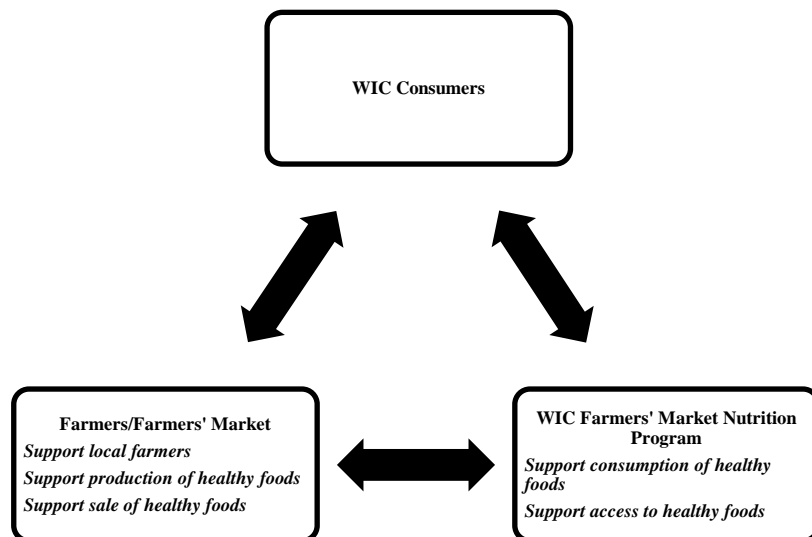 WIC Consumers
Farmers/Farmers' Market
Support local farmers
Support production of healthy foods
Support sale of healthy foods
WIC Farmers' Market Nutrition
Program
Support consumption of healthy
foods
Support access to healthy foods